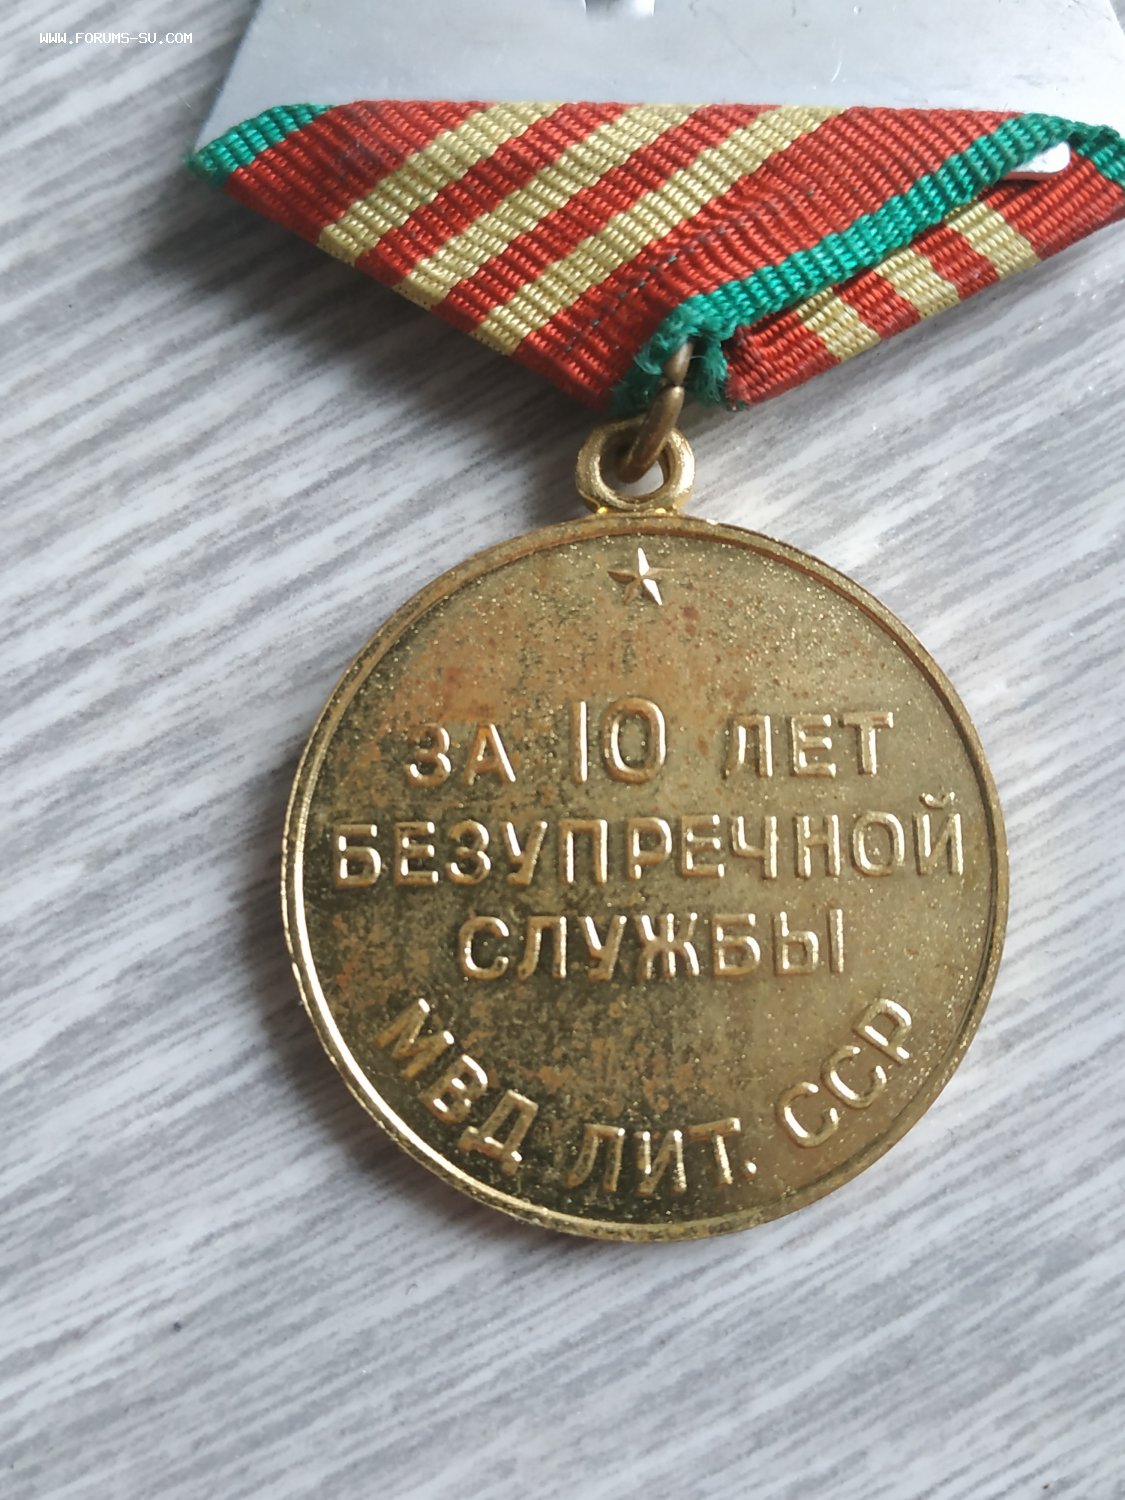 WWW.FORUMS-SU.COM
ЗА 10 ЛЕТ
БЕЗУПРЕЧНОЙ
СЛУЖБЫ
МВД ЛИТ. ССР